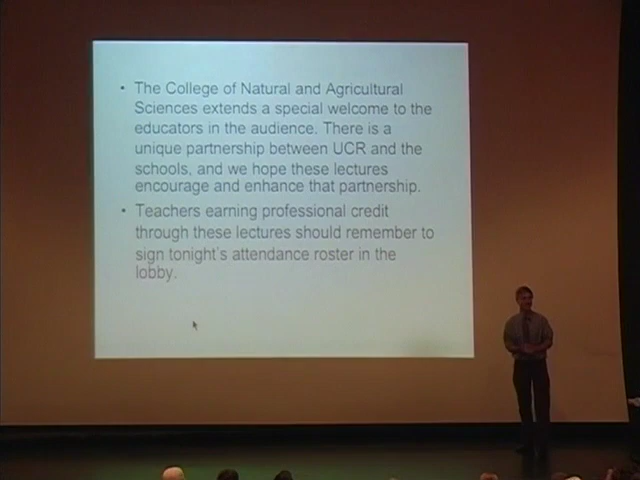 • The College of Natural and Agricultural
Sciences extends a special welcome to the
educators in the audience. There is a
unique partnership between UCR and the
schools, and we hope these lectures
encourage and enhance that partnership.
• Teachers earning professional credit
through these lectures should remember to
sign tonight's attendance roster in the
lobby.